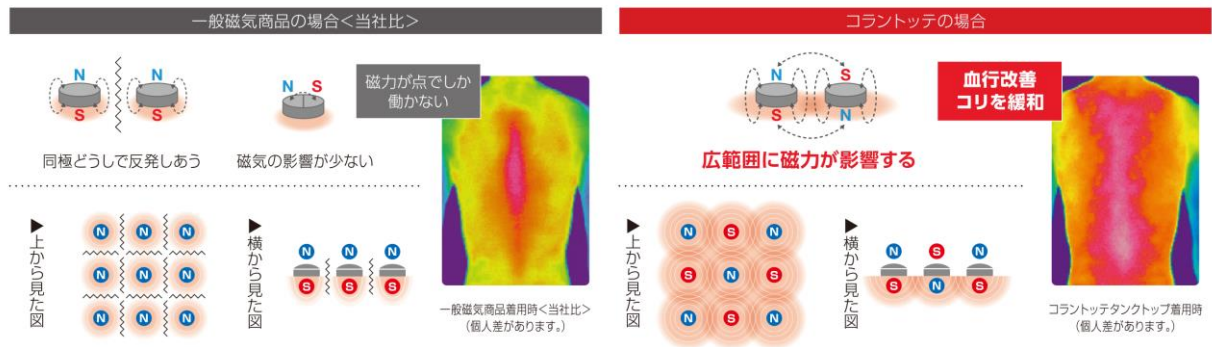 一般磁気商品の場合＜当社比＞
N N
S S
同極どうしで反発しあう
N S
磁気の影響が少ない
磁力が点でしか
働かない
▶上から見た図
N N N
N N N
N N N
▶横から見た図
N N N
S S S
一般磁気商品着用時＜当社比＞
（個人差があります。）
コラントッテの場合
N S
S N
広範囲に磁力が影響する
血行改善
コリを緩和
▶上から見た図
N S N
S N S
N S N
▶横から見た図
N S N
S N S
コラントッテタンクトップ着用時
（個人差があります。）